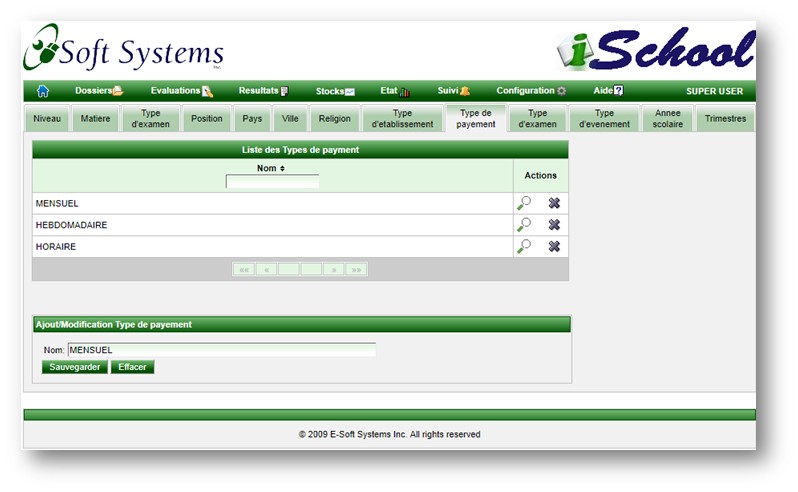 Soft Systems Inc.
iSchool
Dossiers Evaluations Resultats Stocks Etat Suivi Configuration Aide SUPER USER
Niveau Matiere Type d'examen Position Pays Ville Religion Type d'etablissement Type de payement Type d'examen Type d'evenement Annee scolaire Trimestres
Liste des Types de payment
Nom
Actions
MENSUEL
HEBDOMADAIRE
HORAIRE
Ajout/Modification Type de payement
Nom: MENSUEL
Sauvegarder Effacer
© 2009 E-Soft Systems Inc. All rights reserved